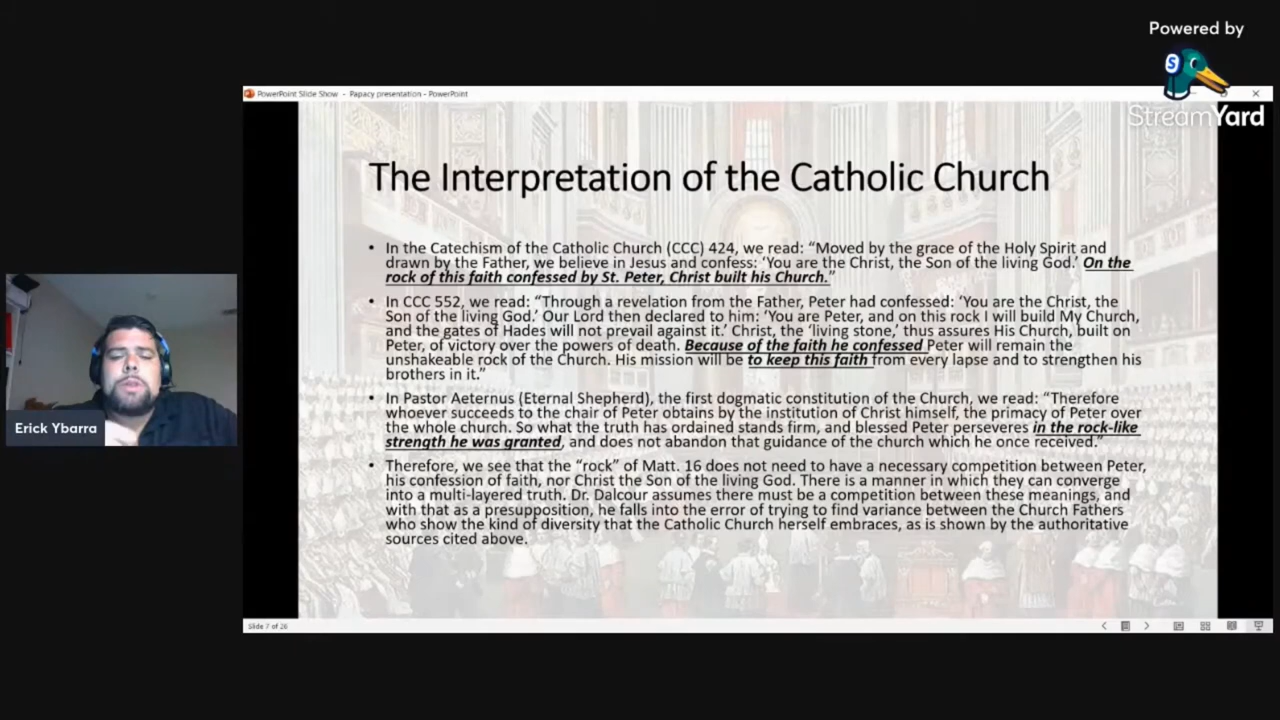 Powered by
StreamYard
PowerPoint Slide Show - Papacy presentation - PowerPoint
The Interpretation of the Catholic Church
• In the Catechism of the Catholic Church (CCC) 424, we read: “Moved by the grace of the Holy Spirit and
drawn by the Father, we believe in Jesus and confess: ‘You are the Christ, the Son of the living God.’ On the
rock of this faith confessed by St. Peter, Christ built his Church.”
• In CCC 552, we read: “Through a revelation from the Father, Peter had confessed: ‘You are the Christ, the
Son of the living God.’ Our Lord then declared to him: ‘You are Peter, and on this rock I will build My Church,
and the gates of Hades will not prevail against it.’ Christ, the ‘living stone,’ thus assures His Church, built on
Peter, of victory over the powers of death. Because of the faith he confessed Peter will remain the
unshakeable rock of the Church. His mission will be to keep this faith from every lapse and to strengthen his
brothers in it.”
• In Pastor Aeternus (Eternal Shepherd), the first dogmatic constitution of the Church, we read: “Therefore
whoever succeeds to the chair of Peter obtains by the institution of Christ himself, the primacy of Peter over
the whole church. So what the truth has ordained stands firm, and blessed Peter perseveres in the rock-like
strength he was granted, and does not abandon that guidance of the church which he once received.”
• Therefore, we see that the “rock” of Matt. 16 does not need to have a necessary competition between Peter,
his confession of faith, nor Christ the Son of the living God. There is a manner in which they can converge
into a multi-layered truth. Dr. Dalcour assumes there must be a competition between these meanings, and
with that as a presupposition, he falls into the error of trying to find variance between the Church Fathers
who show the kind of diversity that the Catholic Church herself embraces, as is shown by the authoritative
sources cited above.
Erick Ybarra
Slide 7 of 26